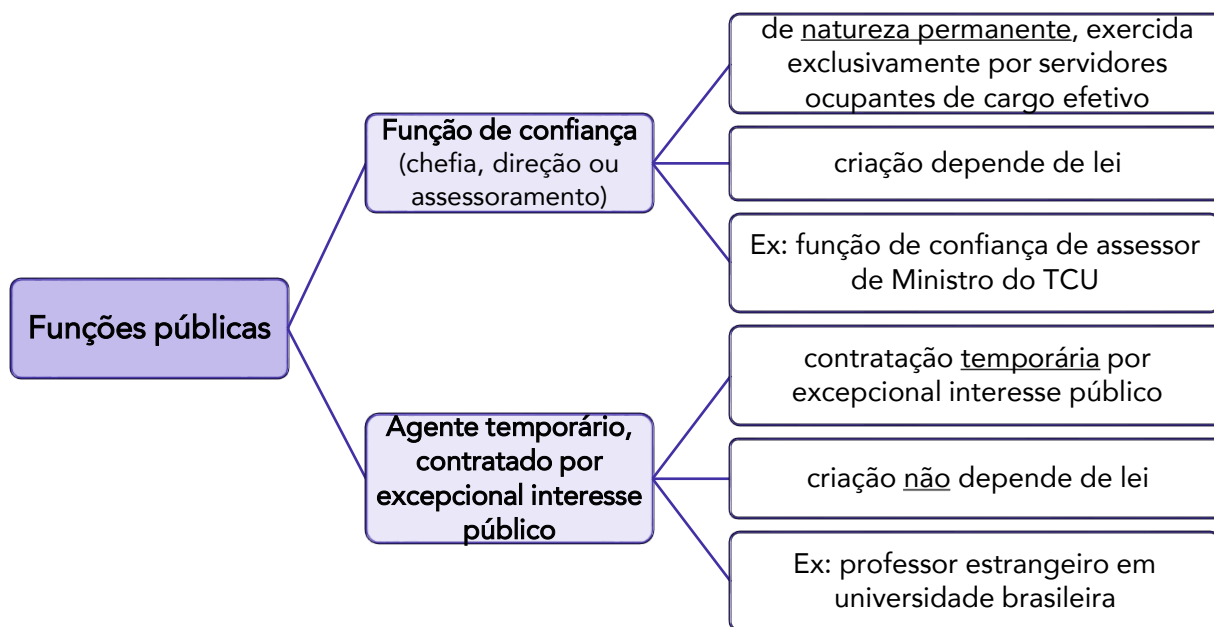 Funções públicas
Função de confiança
(chefia, direção ou
assessoramento)
de natureza permanente, exercida
exclusivamente por servidores
ocupantes de cargo efetivo
criação depende de lei
Ex: função de confiança de assessor
de Ministro do TCU
Agente temporário,
contratado por
excepcional interesse
público
contratação temporária por
excepcional interesse público
criação não depende de lei
Ex: professor estrangeiro em
universidade brasileira